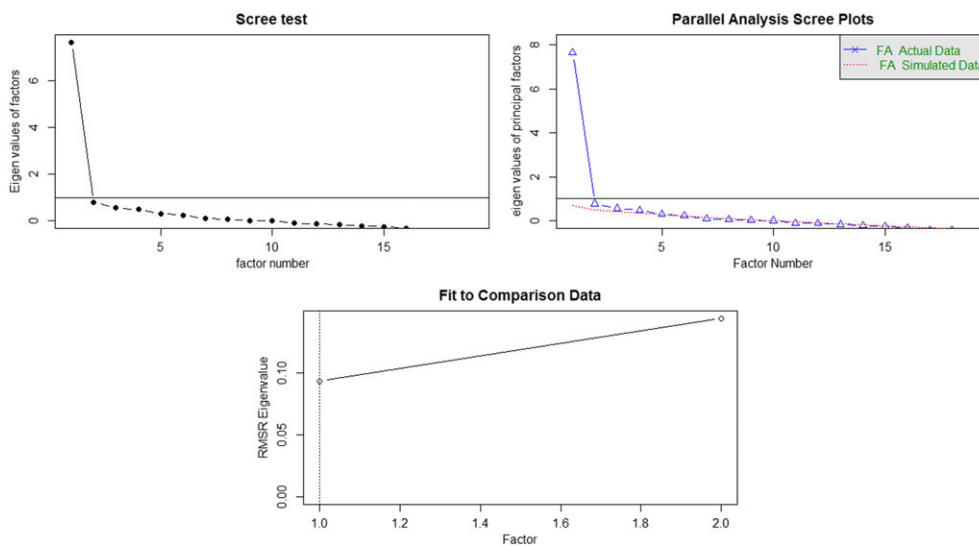 Scree test
Eigen values of factors
6
4
2
0
5
10
15
factor number
Parallel Analysis Scree Plots
eigen values of principal factors
8
6
4
2
0
FA Actual Data
FA Simulated Data
5
10
15
Factor Number
Fit to Comparison Data
RMSR Eigenvalue
0.10
0.05
0.00
1.0
1.2
1.4
1.6
1.8
2.0
Factor